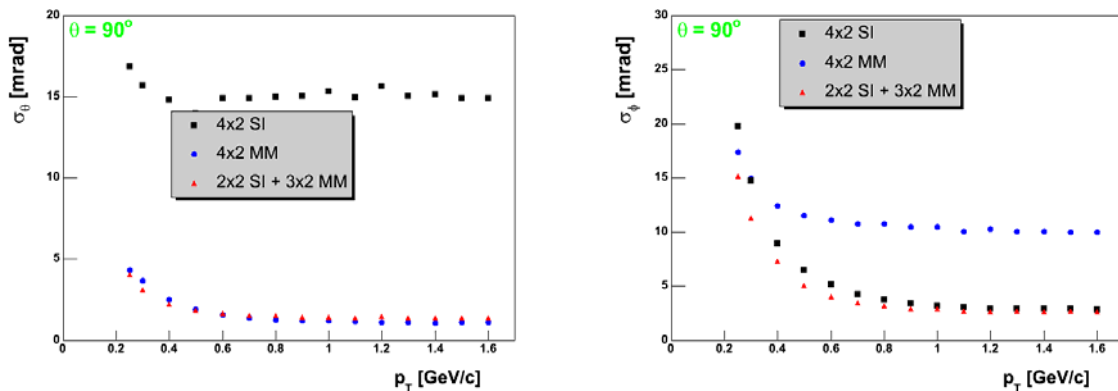 θ = 90°
σθ [mrad]
20
15
10
5
0
0
0.2
0.4
0.6
0.8
1
1.2
1.4
1.6
pT [GeV/c]
4x2 SI
4x2 MM
2x2 SI + 3x2 MM
θ = 90°
σϕ [mrad]
30
25
20
15
10
5
0
0
0.2
0.4
0.6
0.8
1
1.2
1.4
1.6
pT [GeV/c]
4x2 SI
4x2 MM
2x2 SI + 3x2 MM